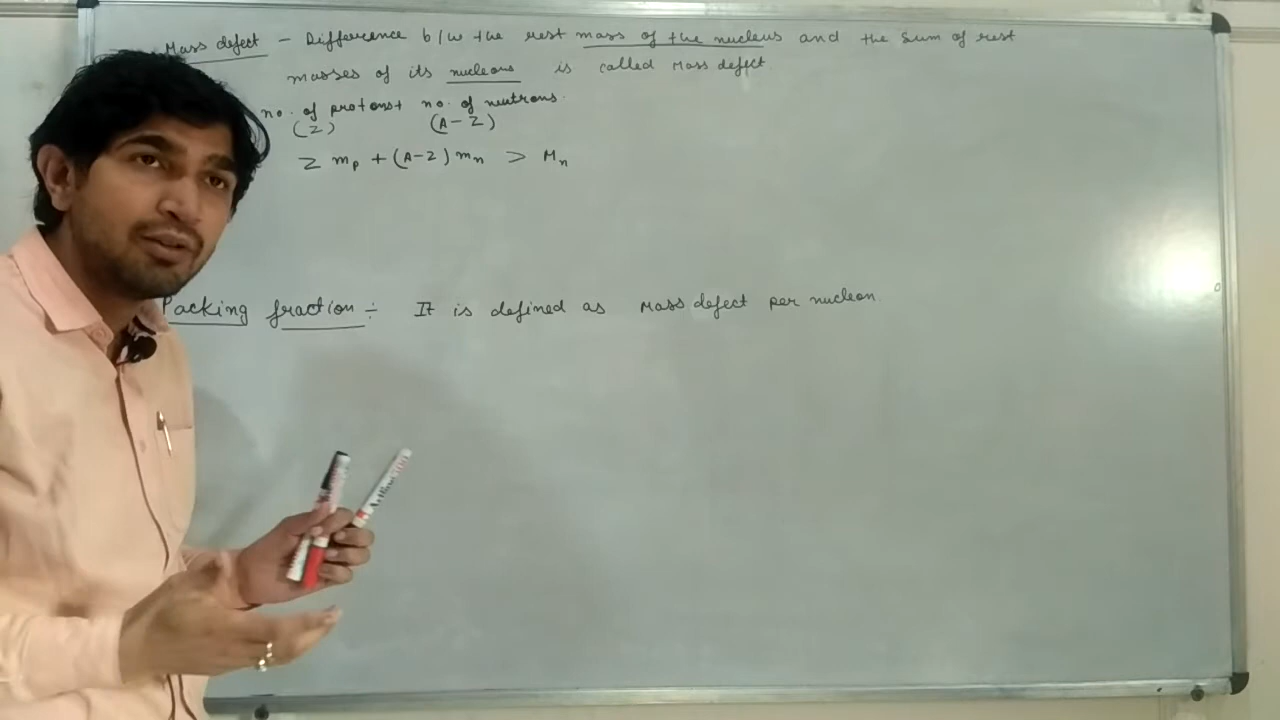 Mass defect - Difference b/w the rest mass of the nucleus and the sum of rest
masses of its nucleons is called Mass defect.
no. of protons + no. of neutrons.
(Z) (A-Z)
Z mp + (A-Z) mn > Mn
Packing fraction ÷ It is defined as Mass defect per nucleon.
Artline